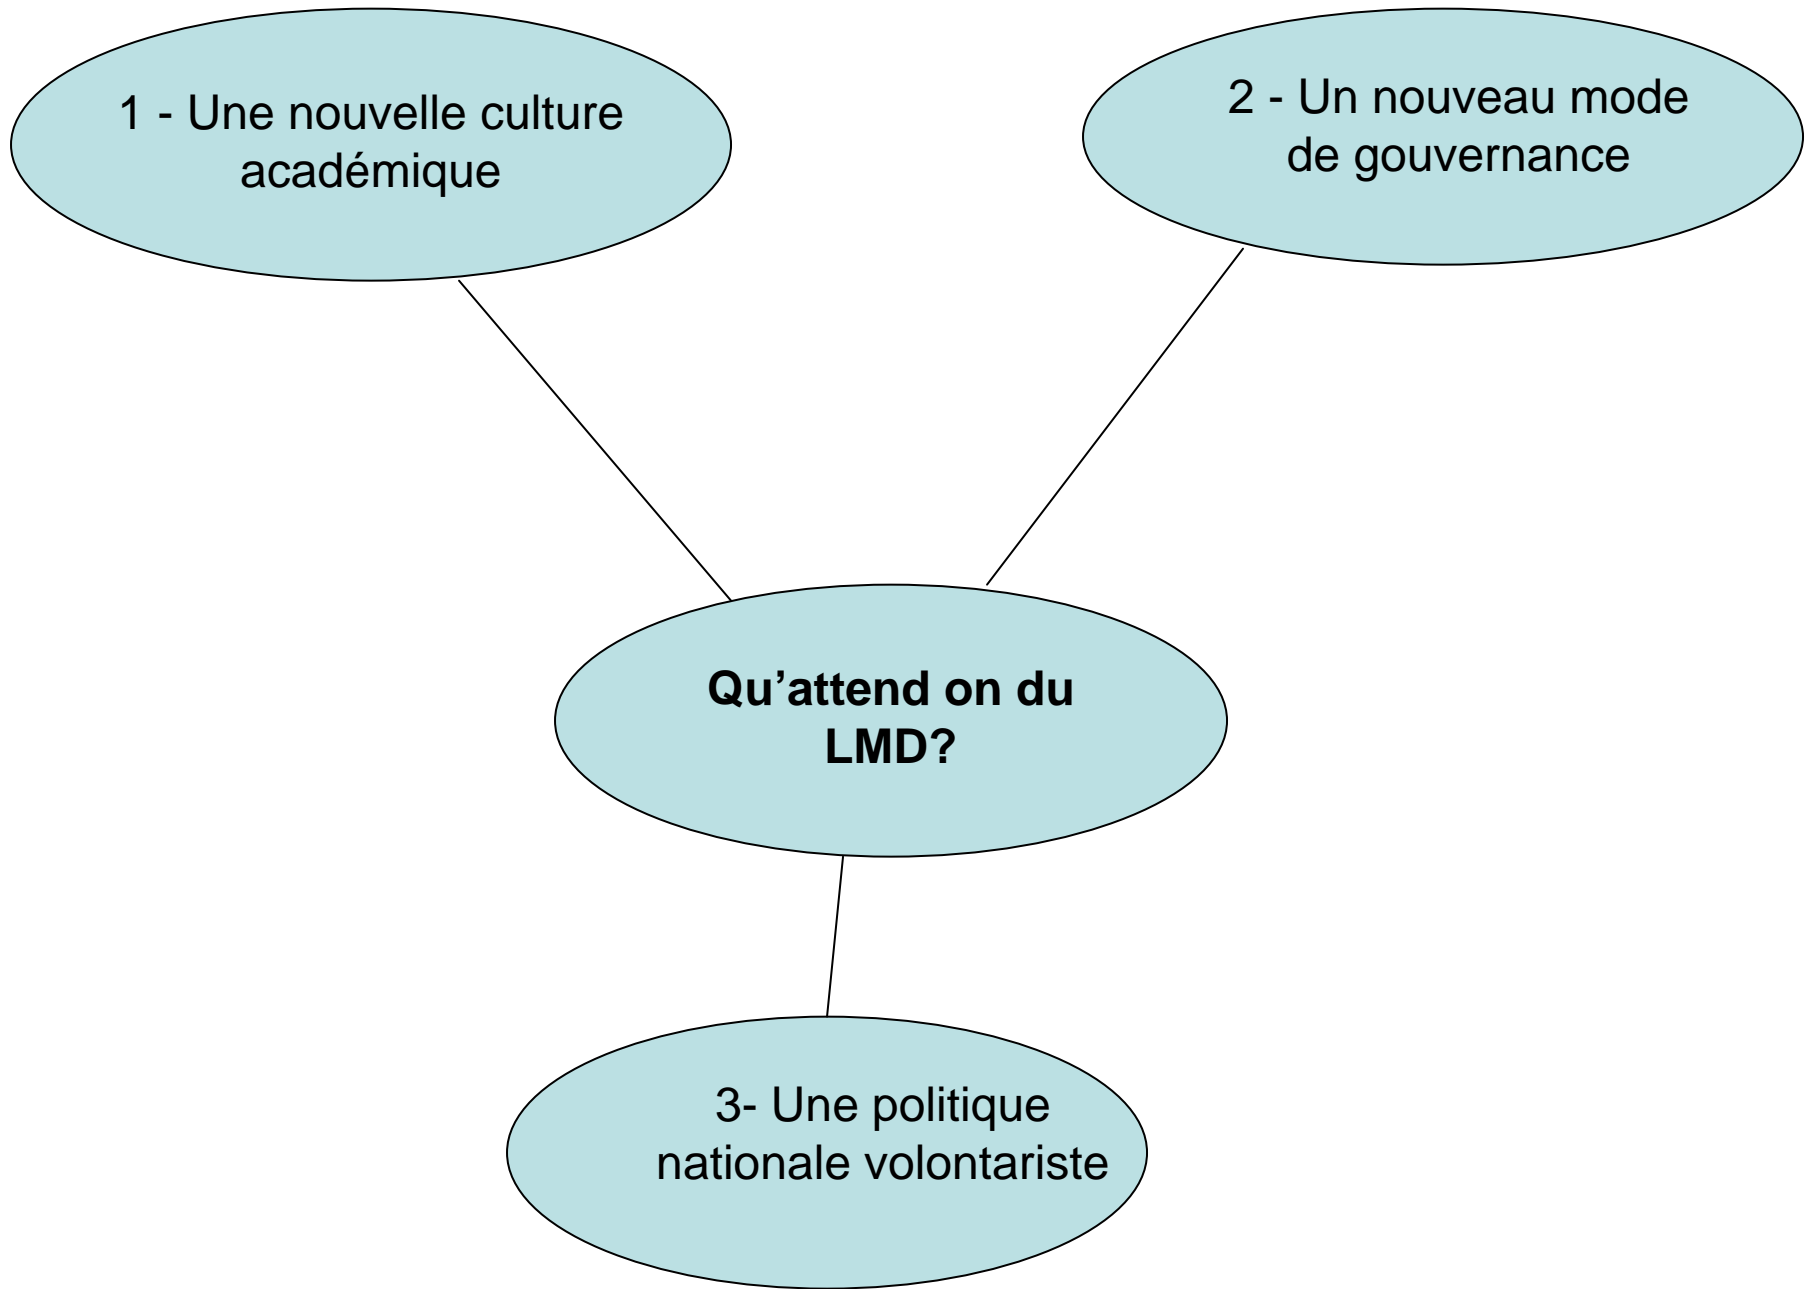 1 - Une nouvelle culture
académique
2 - Un nouveau mode
de gouvernance
Qu’attend on du
LMD?
3- Une politique
nationale volontariste